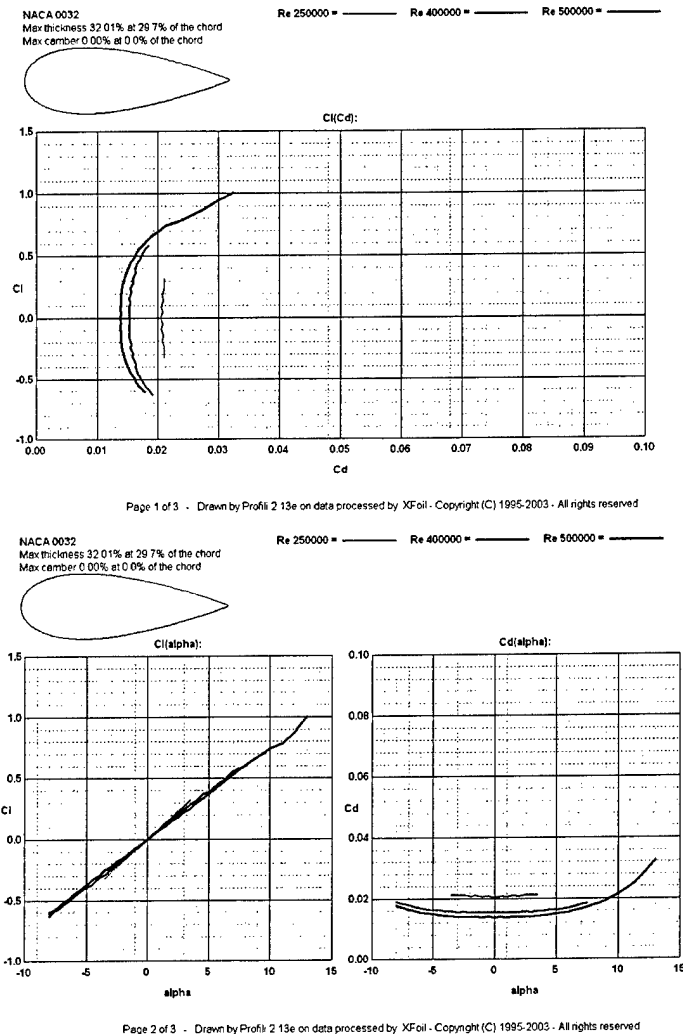 NACA 0032
Max thickness 32 01% at 29 7% of the chord
Max camber 0 00% at 0 0% of the chord
Re 250000 = Re 400000 = Re 500000 =
Cl(Cd):
1.5
1.0
0.5
Cl
0.0
-0.5
-1.0
0.00 0.01 0.02 0.03 0.04 0.05 0.06 0.07 0.08 0.09 0.10
Cd
Page 1 of 3 - Drawn by Profili 2 13e on data processed by XFoil - Copyright (C) 1995-2003 - All rights reserved
NACA 0032
Max thickness 32 01% at 29 7% of the chord
Max camber 0 00% at 0 0% of the chord
Re 250000 = Re 400000 = Re 500000 =
Cl(alpha):
1.5
1.0
0.5
Cl
0.0
-0.5
-1.0
-10 -5 0 5 10 15
alpha
Cd(alpha):
0.10
0.08
0.06
Cd
0.04
0.02
0.00
-10 -5 0 5 10 15
alpha
Page 2 of 3 - Drawn by Profili 2 13e on data processed by XFoil - Copyright (C) 1995-2003 - All rights reserved